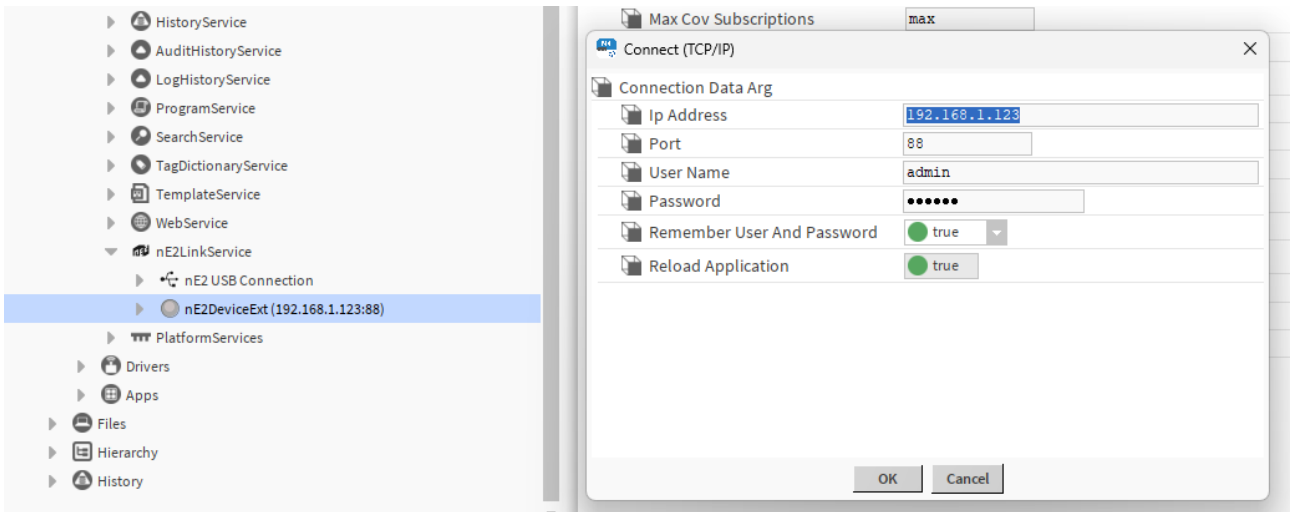 HistoryService
AuditHistoryService
LogHistoryService
ProgramService
SearchService
TagDictionaryService
TemplateService
WebService
nE2LinkService
nE2 USB Connection
nE2DeviceExt (192.168.1.123:88)
PlatformServices
Drivers
Apps
Files
Hierarchy
History
Max Cov Subscriptions max
N4 Connect (TCP/IP)
Connection Data Arg
Ip Address 192.168.1.123
Port 88
User Name admin
Password ••••••
Remember User And Password true
Reload Application true
OK Cancel